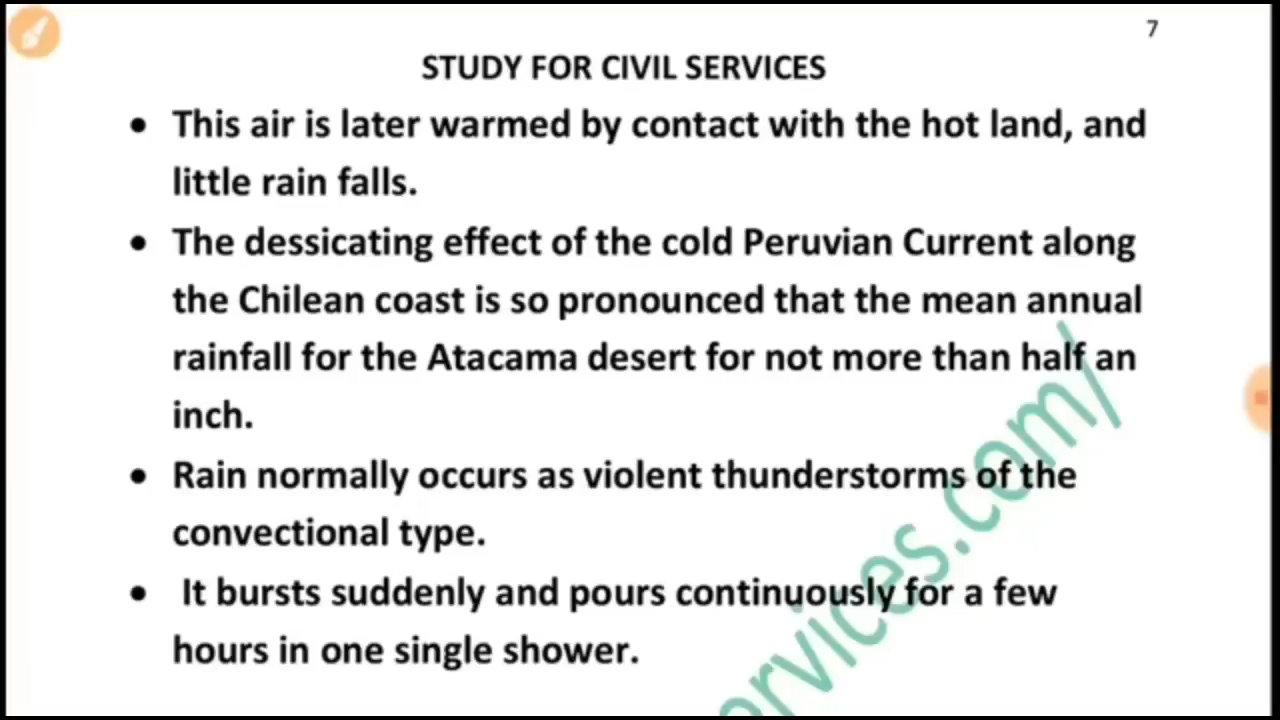 7
STUDY FOR CIVIL SERVICES
• This air is later warmed by contact with the hot land, and
little rain falls.
• The dessicating effect of the cold Peruvian Current along
the Chilean coast is so pronounced that the mean annual
rainfall for the Atacama desert for not more than half an
inch.
• Rain normally occurs as violent thunderstorms of the
convectional type.
• It bursts suddenly and pours continuously for a few
hours in one single shower.
ervices.com/